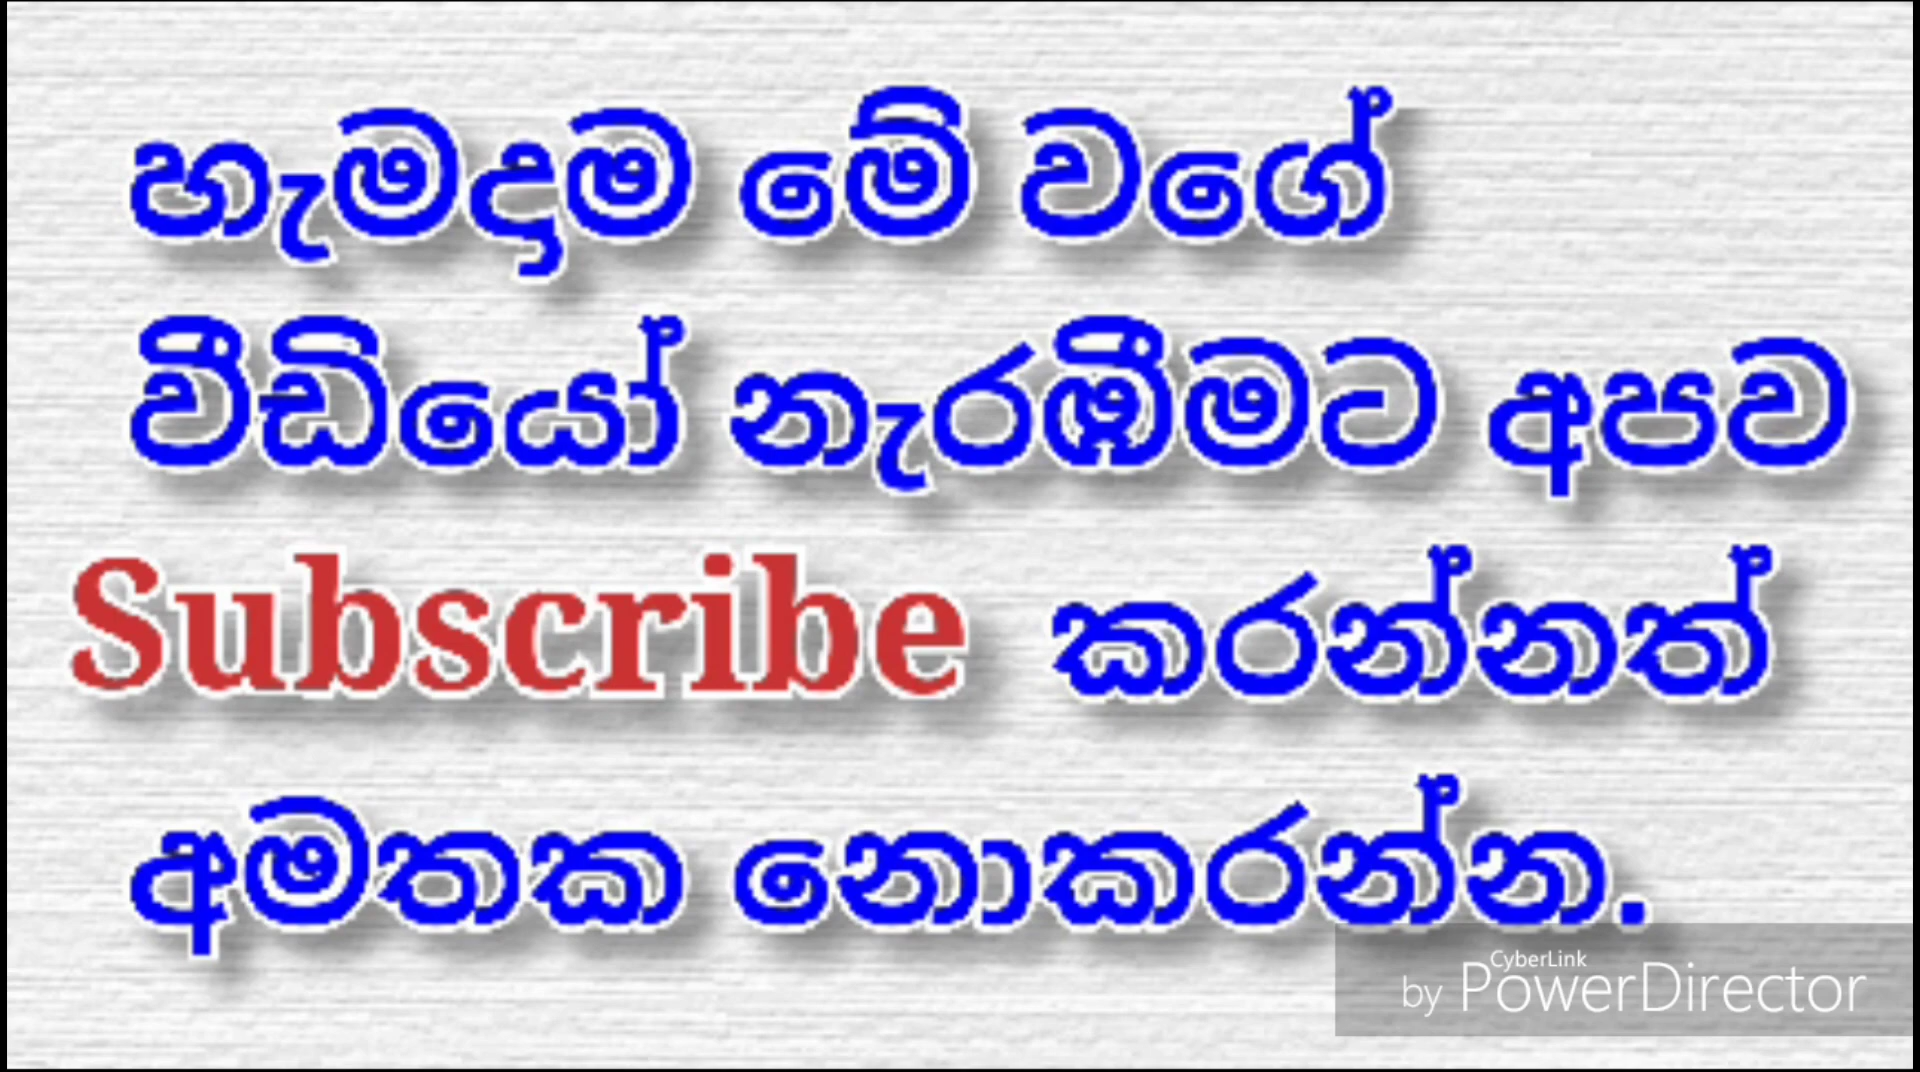 හැමදාම මේ වගේ
වීඩියෝ නැරඹීමට අපව
Subscribe කරන්නත්
අමතක නොකරන්න.
CyberLink
by PowerDirector